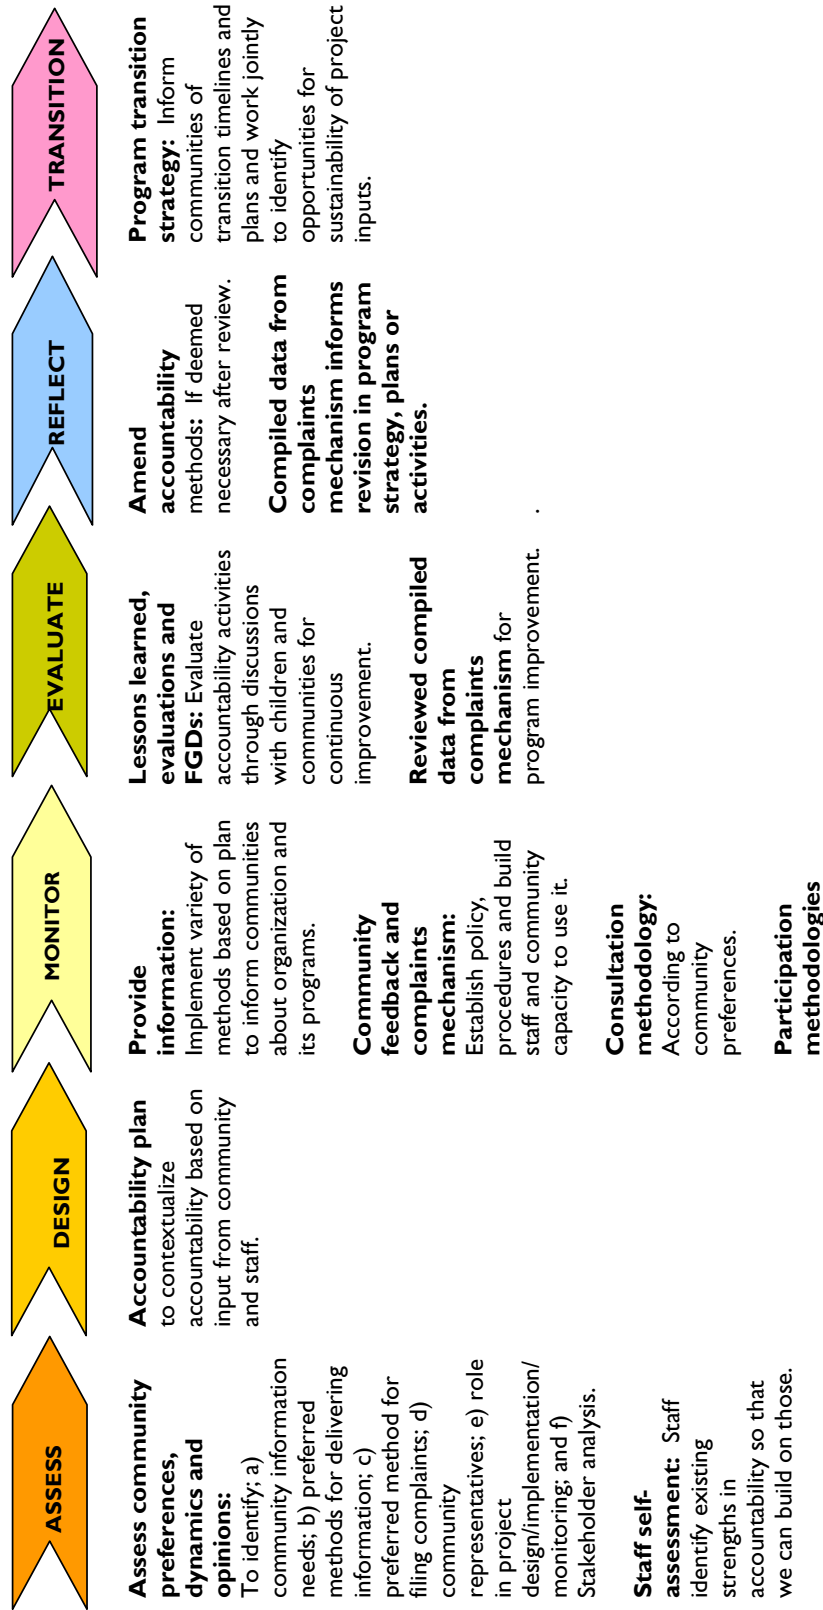 ASSESS
Assess community
preferences,
dynamics and
opinions:
To identify; a)
community information
needs; b) preferred
methods for delivering
information; c)
preferred method for
filing complaints; d)
community
representatives; e) role
in project
design/implementation/
monitoring; and f)
Stakeholder analysis.
Staff self-
assessment: Staff
identify existing
strengths in
accountability so that
we can build on those.
DESIGN
Accountability plan
to contextualize
accountability based on
input from community
and staff.
MONITOR
Provide
information:
Implement variety of
methods based on plan
to inform communities
about organization and
its programs.
Community
feedback and
complaints
mechanism:
Establish policy,
procedures and build
staff and community
capacity to use it.
Consultation
methodology:
According to
community
preferences.
Participation
methodologies
EVALUATE
Lessons learned,
evaluations and
FGDs: Evaluate
accountability activities
through discussions
with children and
communities for
continuous
improvement.
Reviewed compiled
data from
complaints
mechanism for
program improvement.
REFLECT
Amend
accountability
methods: If deemed
necessary after review.
Compiled data from
complaints
mechanism informs
revision in program
strategy, plans or
activities.
.
TRANSITION
Program transition
strategy: Inform
communities of
transition timelines and
plans and work jointly
to identify
opportunities for
sustainability of project
inputs.